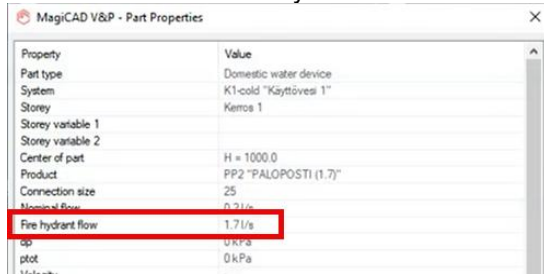 MagiCAD V&P - Part Properties
Property Value
Part type Domestic water device
System K1-cold "Käyttövesi 1"
Storey Kerros 1
Storey variable 1
Storey variable 2
Center of part H = 1000.0
Product PP2 "PALOPOSTI (1.7)"
Connection size 25
Nominal flow 0.2 l/s
Fire hydrant flow 1.7 l/s
dp 0 kPa
ptot 0 kPa
Velocity